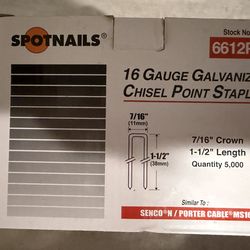 SPOTNAILS®
Stock No
6612P
16 GAUGE GALVANIZ
CHISEL POINT STAPL
7/16"
(11mm)
1-1/2"
(38mm)
7/16" Crown
1-1/2" Length
Quantity 5,000
Similar To :
SENCO® N / PORTER CABLE® MS16